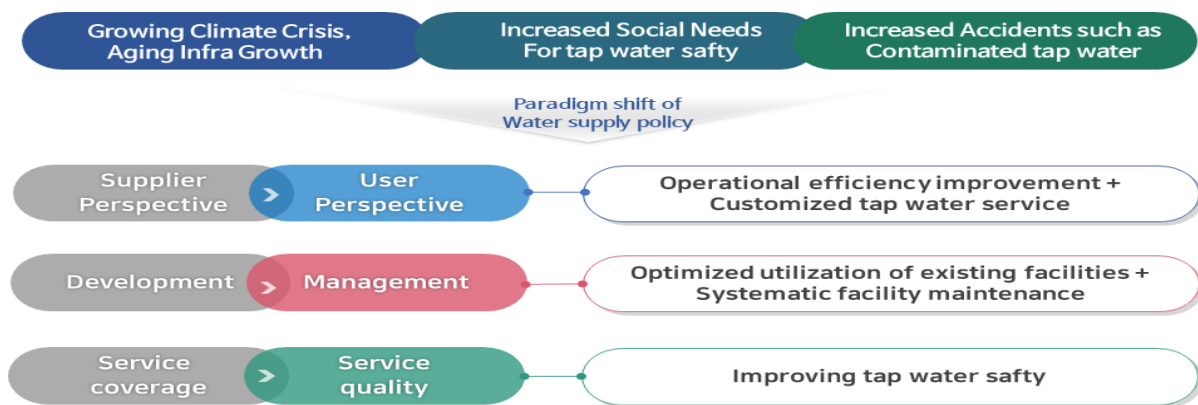 Growing Climate Crisis,
Aging Infra Growth
Increased Social Needs
For tap water safty
Increased Accidents such as
Contaminated tap water
Paradigm shift of
Water supply policy
Supplier
Perspective
User
Perspective
Operational efficiency improvement +
Customized tap water service
Development
Management
Optimized utilization of existing facilities +
Systematic facility maintenance
Service
coverage
Service
quality
Improving tap water safty